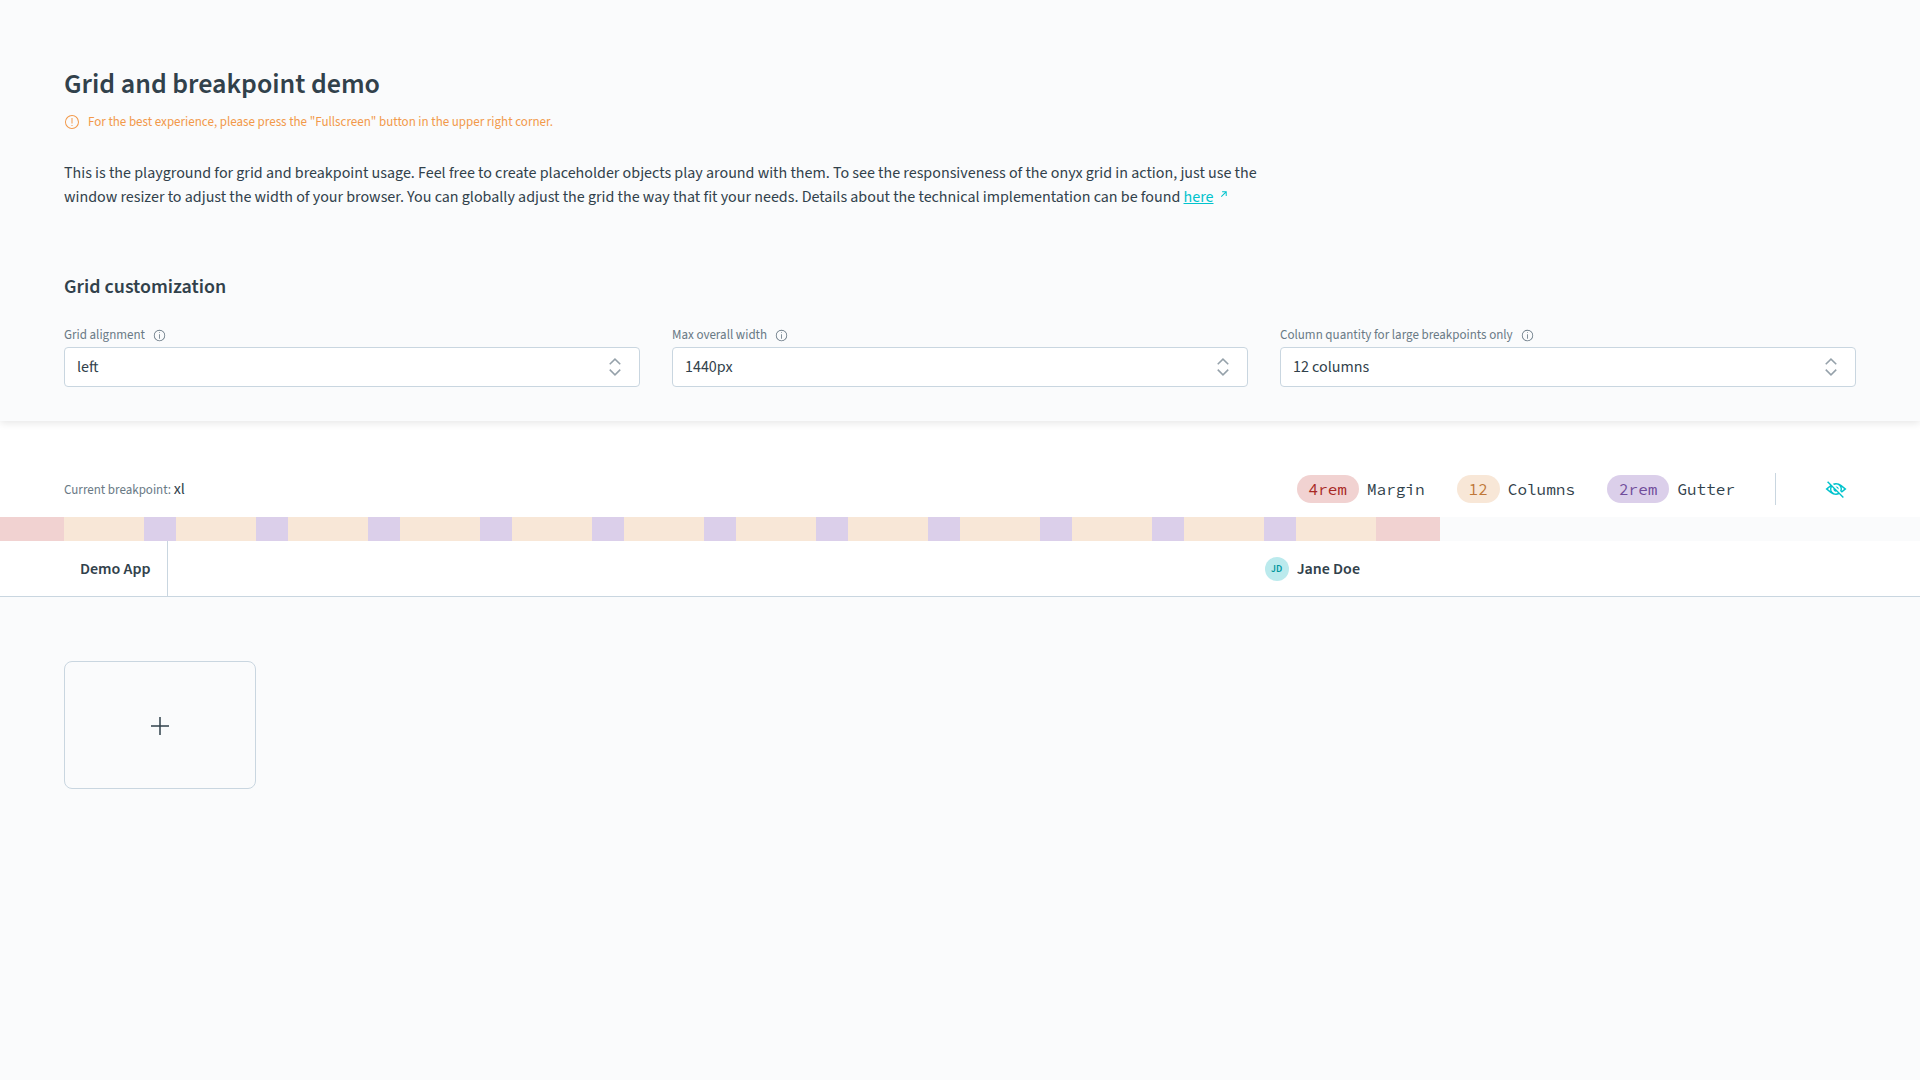 Grid and breakpoint demo
For the best experience, please press the "Fullscreen" button in the upper right corner.
This is the playground for grid and breakpoint usage. Feel free to create placeholder objects play around with them. To see the responsiveness of the onyx grid in action, just use the
window resizer to adjust the width of your browser. You can globally adjust the grid the way that fit your needs. Details about the technical implementation can be found here
Grid customization
Grid alignment
left
Max overall width
1440px
Column quantity for large breakpoints only
12 columns
Current breakpoint: xl
4rem Margin 12 Columns 2rem Gutter
Demo App
JD Jane Doe